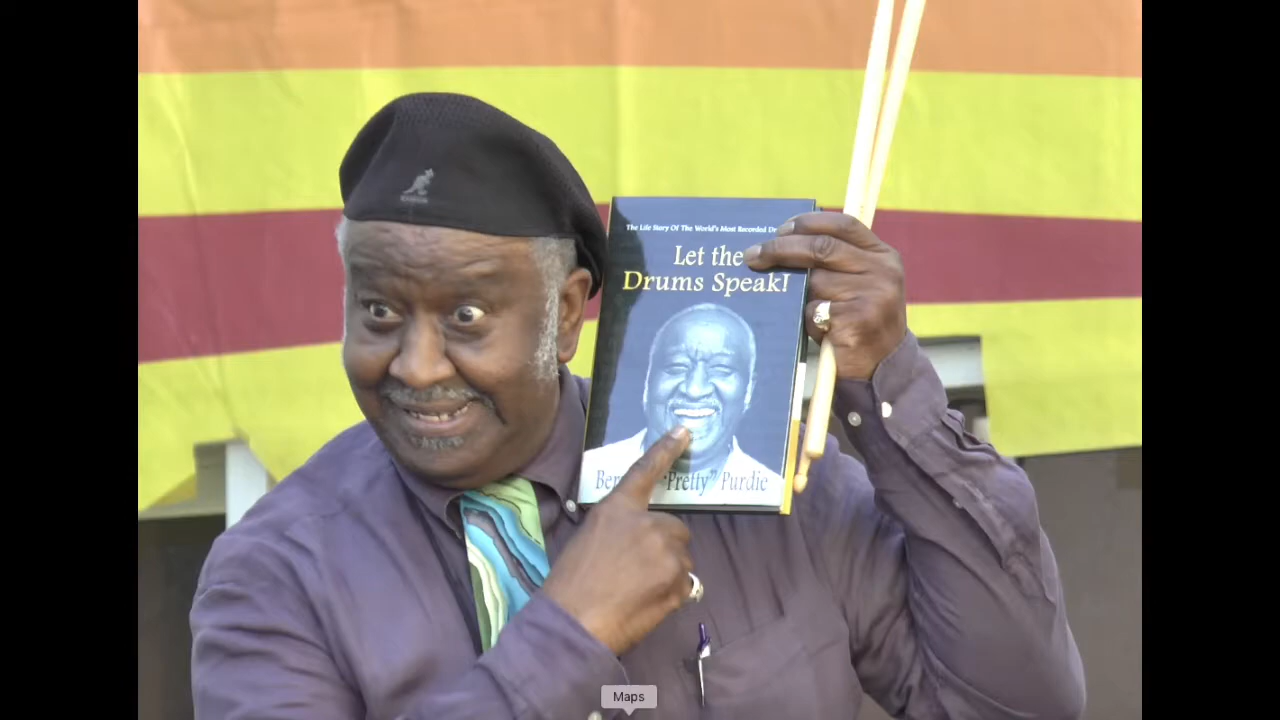 The Life Story Of The World's Most Recorded
Let the
Drums Speak!
"Pretty" Purdie
Maps